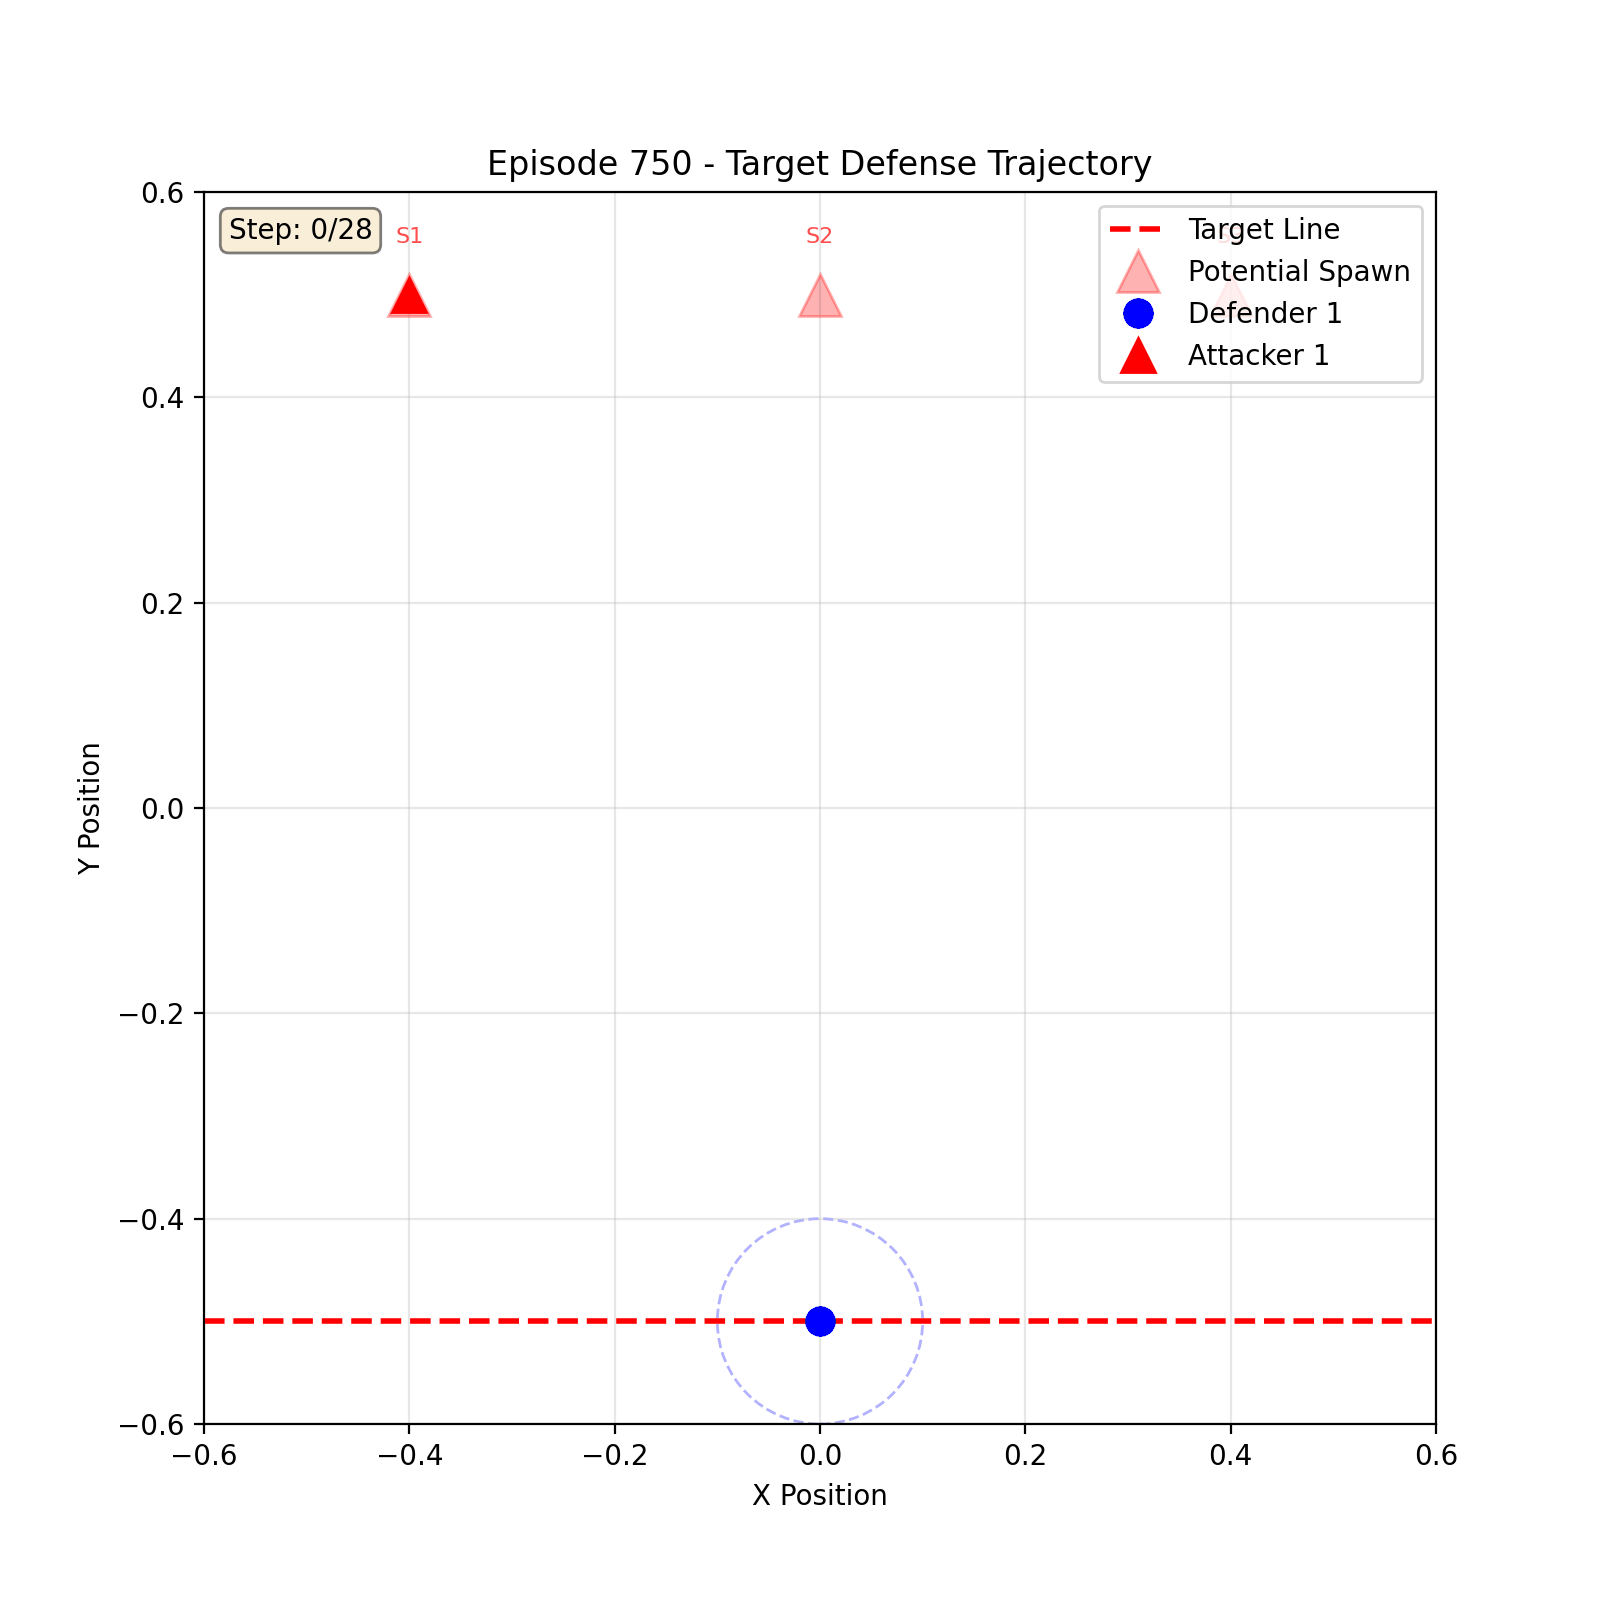 Episode 750 - Target Defense Trajectory
Step: 0/28
S1
S2
Target Line
Potential Spawn
Defender 1
Attacker 1
0.6
0.4
0.2
0.0
−0.2
−0.4
−0.6
Y Position
−0.6
−0.4
−0.2
0.0
0.2
0.4
0.6
X Position